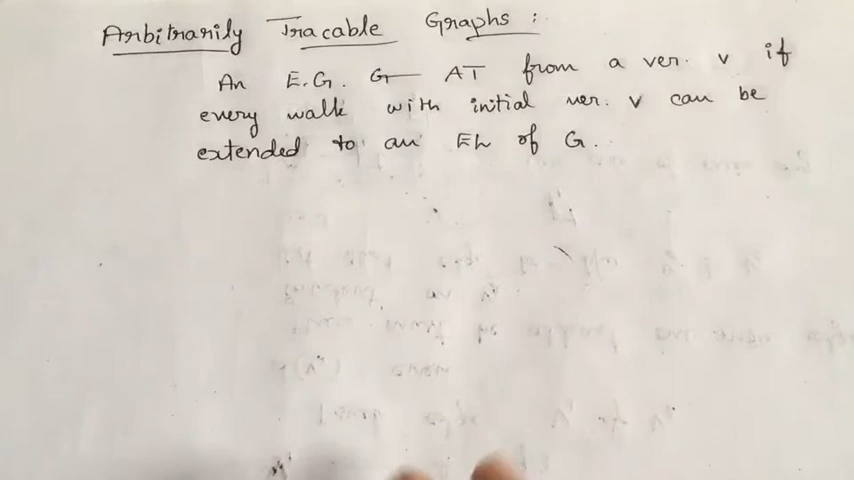 Arbitrarily Tracable Graphs :
An E.G. G — AT from a ver. v if
every walk with initial ver. v can be
extended to an EL of G.